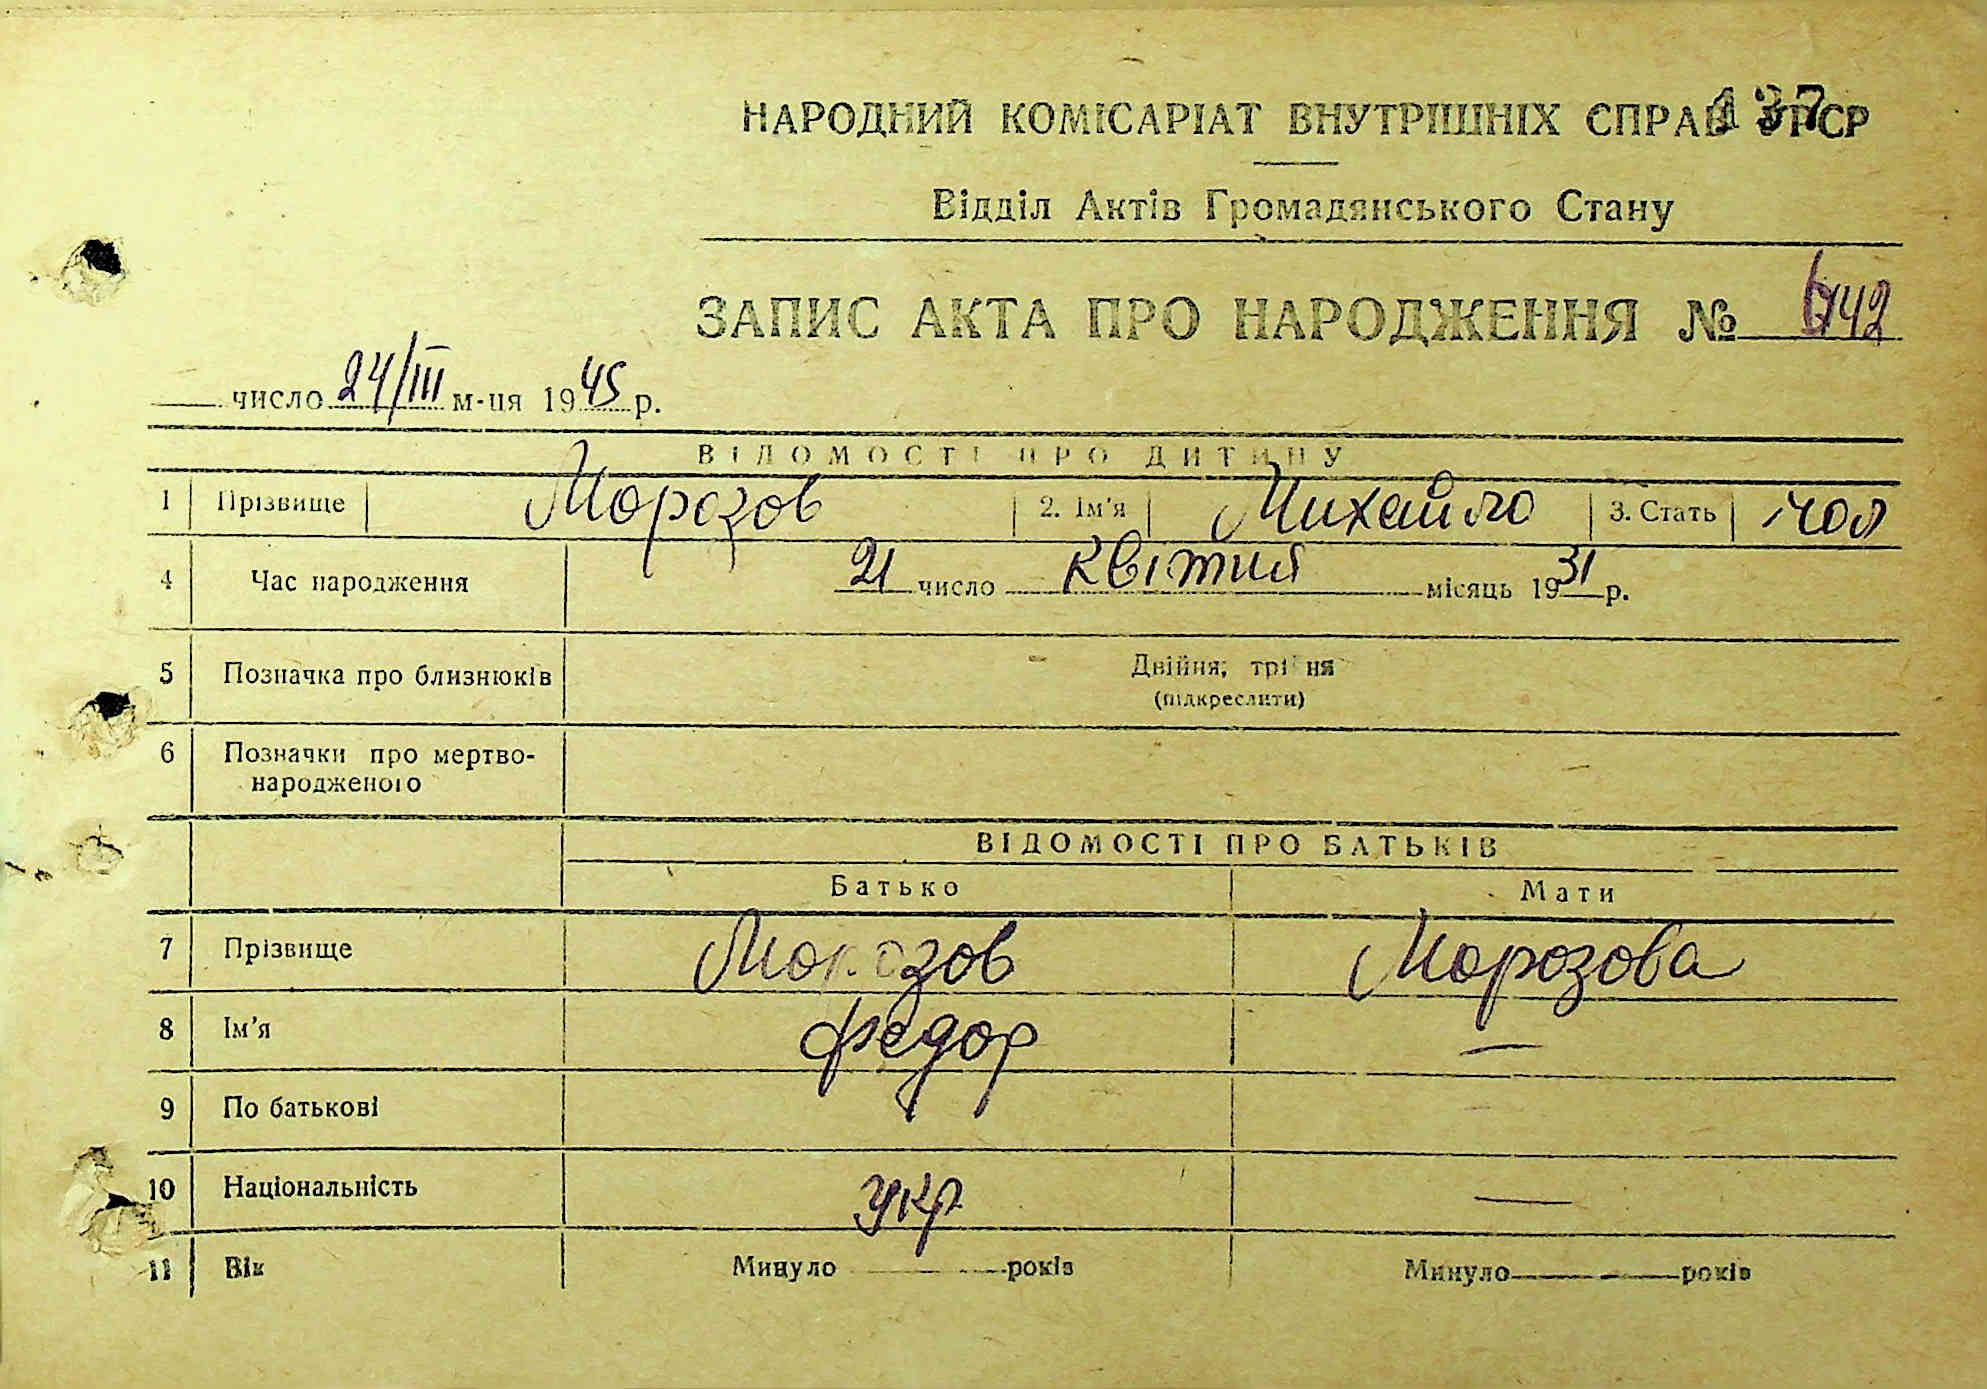 137
НАРОДНИЙ КОМІСАРІАТ ВНУТРІШНІХ СПРАВ УРСР
Відділ Актів Громадянського Стану
ЗАПИС АКТА ПРО НАРОДЖЕННЯ №
число 24/III м-ця 1945 р.
ВІДОМОСТІ ПРО ДИТИНУ
1 Прізвище Морозов 2. Ім'я Михайло 3. Стать чол
4 Час народження 21 число квітня місяць 1931 р.
5 Позначка про близнюків Двійня, трійня
(підкреслити)
6 Позначки про мертво-
народженого
ВІДОМОСТІ ПРО БАТЬКІВ
Батько Мати
7 Прізвище Морозов Морозова
8 Ім'я Федор —
9 По батькові
10 Національність укр —
11 Вік Минуло років Минуло років